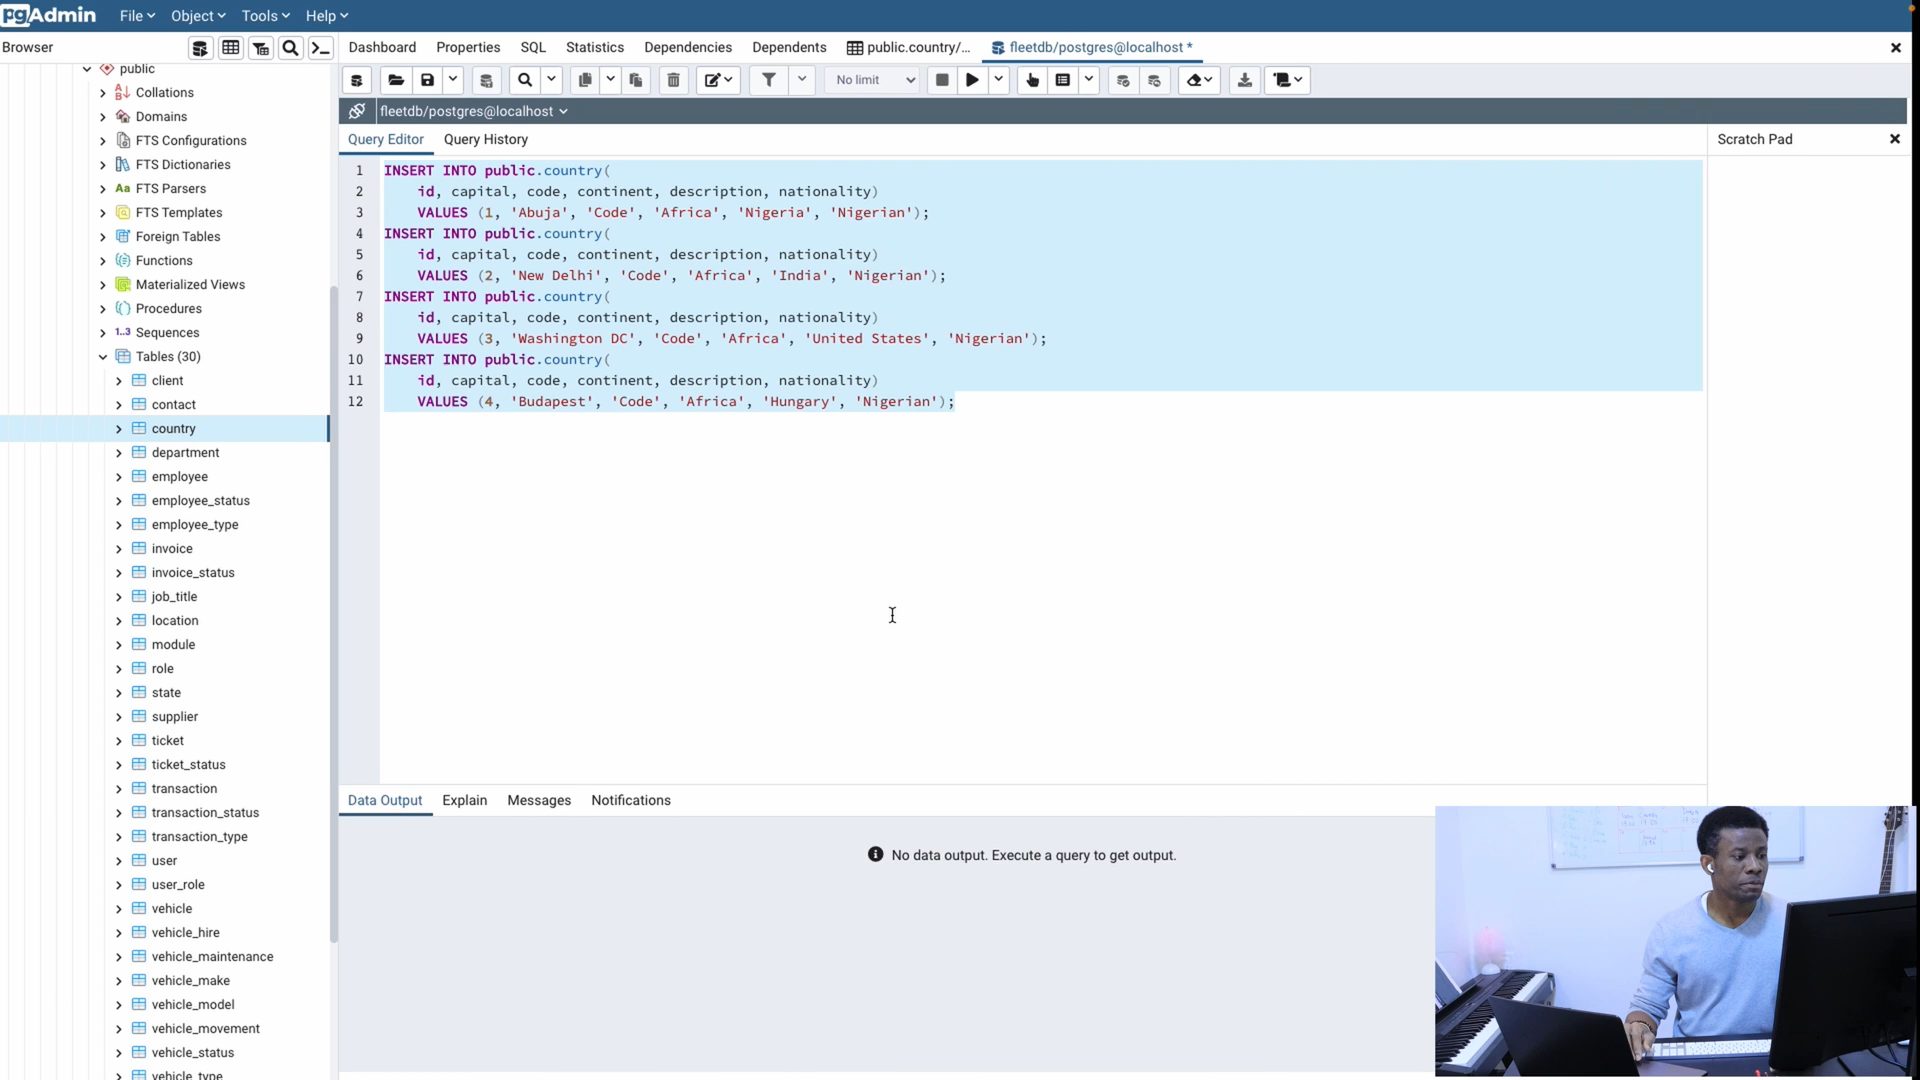 pgAdmin File Object Tools Help
Browser
Dashboard Properties SQL Statistics Dependencies Dependents public.country/... fleetdb/postgres@localhost *
No limit
fleetdb/postgres@localhost
Query Editor Query History
Scratch Pad
public
Collations
Domains
FTS Configurations
FTS Dictionaries
Aa FTS Parsers
FTS Templates
Foreign Tables
Functions
Materialized Views
Procedures
1..3 Sequences
Tables (30)
client
contact
country
department
employee
employee_status
employee_type
invoice
invoice_status
job_title
location
module
role
state
supplier
ticket
ticket_status
transaction
transaction_status
transaction_type
user
user_role
vehicle
vehicle_hire
vehicle_maintenance
vehicle_make
vehicle_model
vehicle_movement
vehicle_status
vehicle_type
1 INSERT INTO public.country(
2 id, capital, code, continent, description, nationality)
3 VALUES (1, 'Abuja', 'Code', 'Africa', 'Nigeria', 'Nigerian');
4 INSERT INTO public.country(
5 id, capital, code, continent, description, nationality)
6 VALUES (2, 'New Delhi', 'Code', 'Africa', 'India', 'Nigerian');
7 INSERT INTO public.country(
8 id, capital, code, continent, description, nationality)
9 VALUES (3, 'Washington DC', 'Code', 'Africa', 'United States', 'Nigerian');
10 INSERT INTO public.country(
11 id, capital, code, continent, description, nationality)
12 VALUES (4, 'Budapest', 'Code', 'Africa', 'Hungary', 'Nigerian');
Data Output Explain Messages Notifications
No data output. Execute a query to get output.